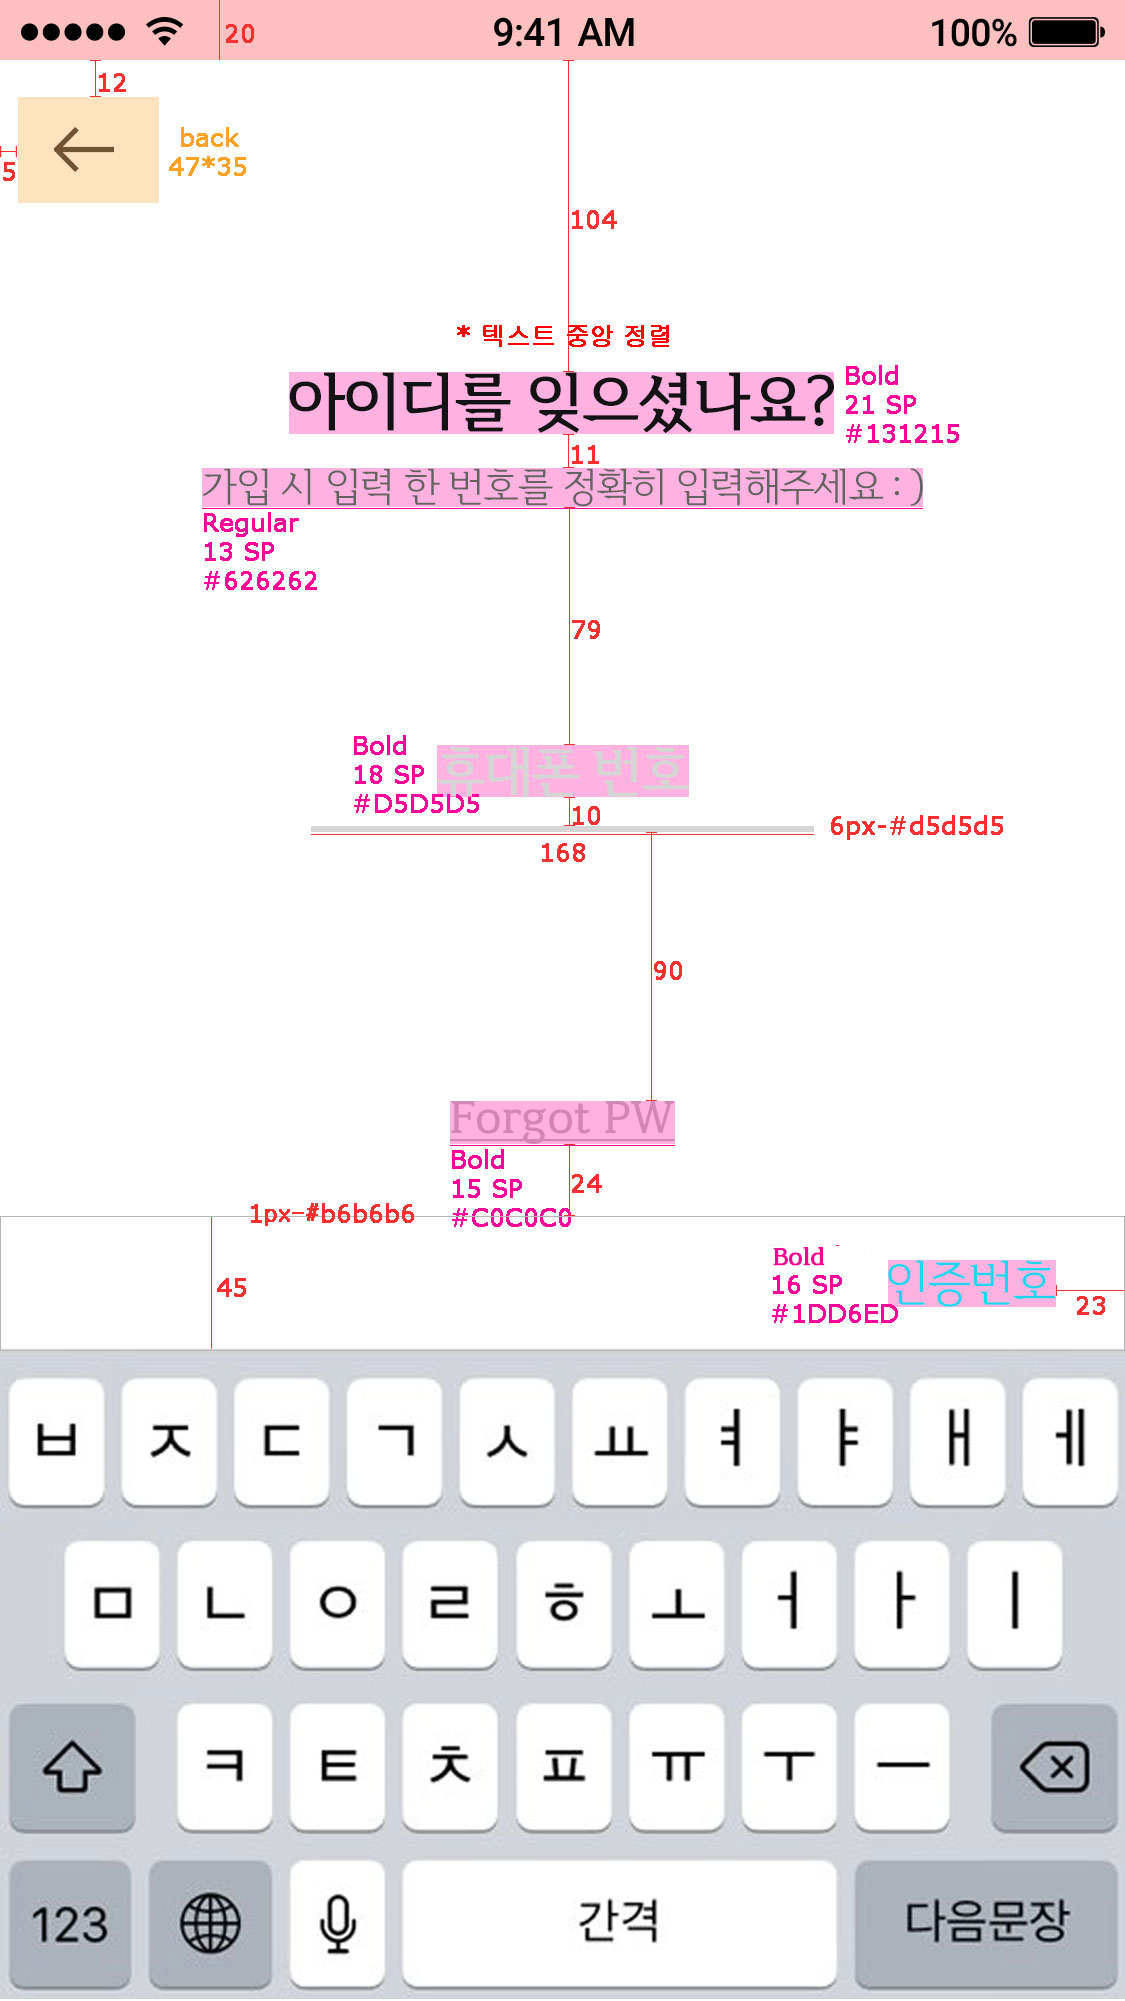 20 9:41 AM 100%
12
back
5 47*35
104
* 텍스트 중앙 정렬
아이디를 잊으셨나요?
Bold
21 SP
#131215
11
가입 시 입력 한 번호를 정확히 입력해주세요 : )
Regular
13 SP
#626262
79
Bold
18 SP
#D5D5D5
휴대폰 번호
10
6px-#d5d5d5
168
90
Forgot PW
Bold
15 SP
#C0C0C0
24
1px-#b6b6b6
45
Bold
16 SP
#1DD6ED
인증번호
23
ㅂ ㅈ ㄷ ㄱ ㅅ ㅛ ㅕ ㅑ ㅐ ㅔ
ㅁ ㄴ ㅇ ㄹ ㅎ ㅗ ㅓ ㅏ ㅣ
ㅋ ㅌ ㅊ ㅍ ㅠ ㅜ ㅡ
123 간격 다음문장